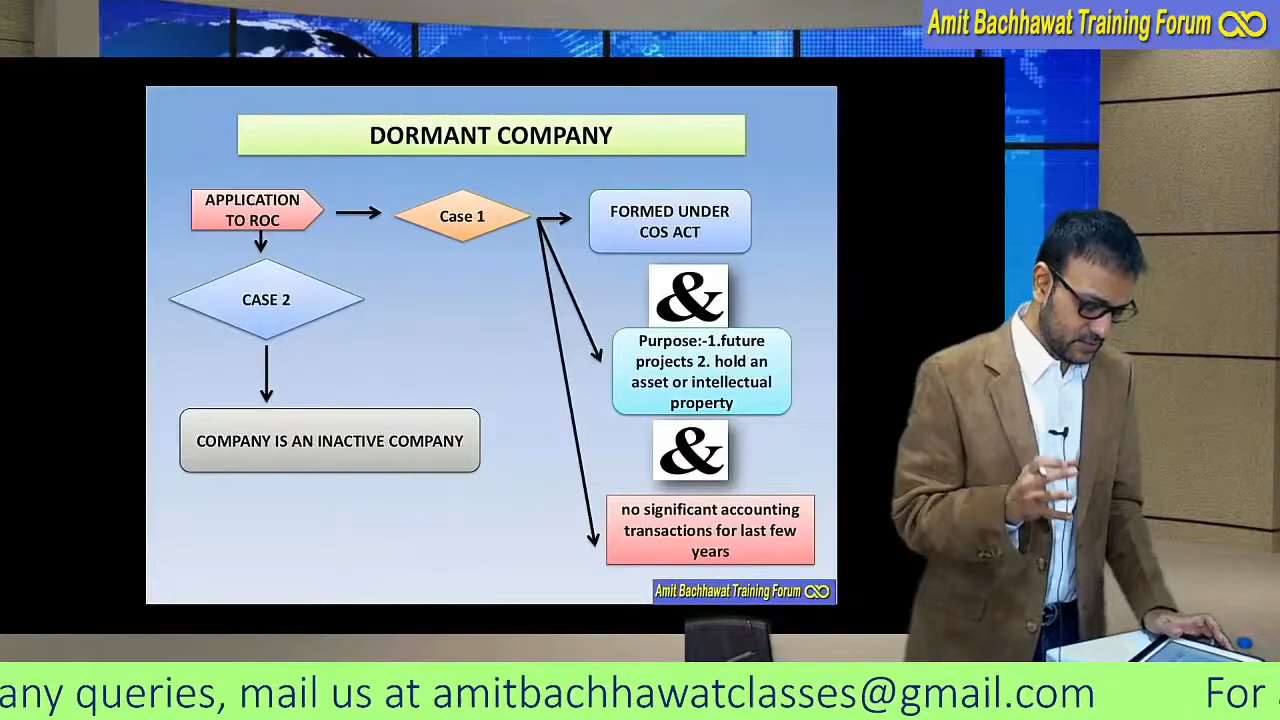 Amit Bachhawat Training Forum
DORMANT COMPANY
APPLICATION
TO ROC
Case 1
FORMED UNDER
COS ACT
&
CASE 2
Purpose:-1.future
projects 2. hold an
asset or intellectual
property
&
COMPANY IS AN INACTIVE COMPANY
no significant accounting
transactions for last few
years
Amit Bachhawat Training Forum
any queries, mail us at amitbachhawatclasses@gmail.com
For